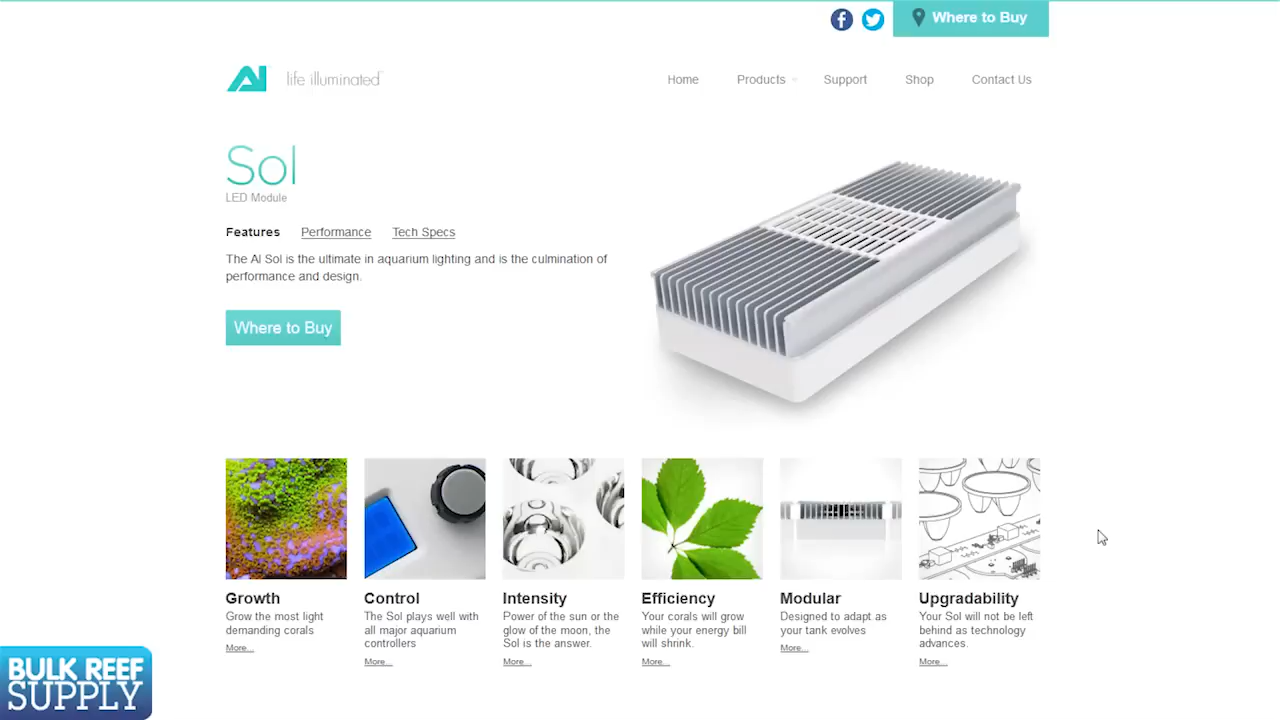 Where to Buy
AI life illuminated
Home Products Support Shop Contact Us
Sol
LED Module
Features Performance Tech Specs
The AI Sol is the ultimate in aquarium lighting and is the culmination of
performance and design.
Where to Buy
Growth
Grow the most light
demanding corals
More...
Control
The Sol plays well with
all major aquarium
controllers
More...
Intensity
Power of the sun or the
glow of the moon, the
Sol is the answer.
More...
Efficiency
Your corals will grow
while your energy bill
will shrink.
More...
Modular
Designed to adapt as
your tank evolves
More...
Upgradability
Your Sol will not be left
behind as technology
advances.
More...
BULK REEF
SUPPLY